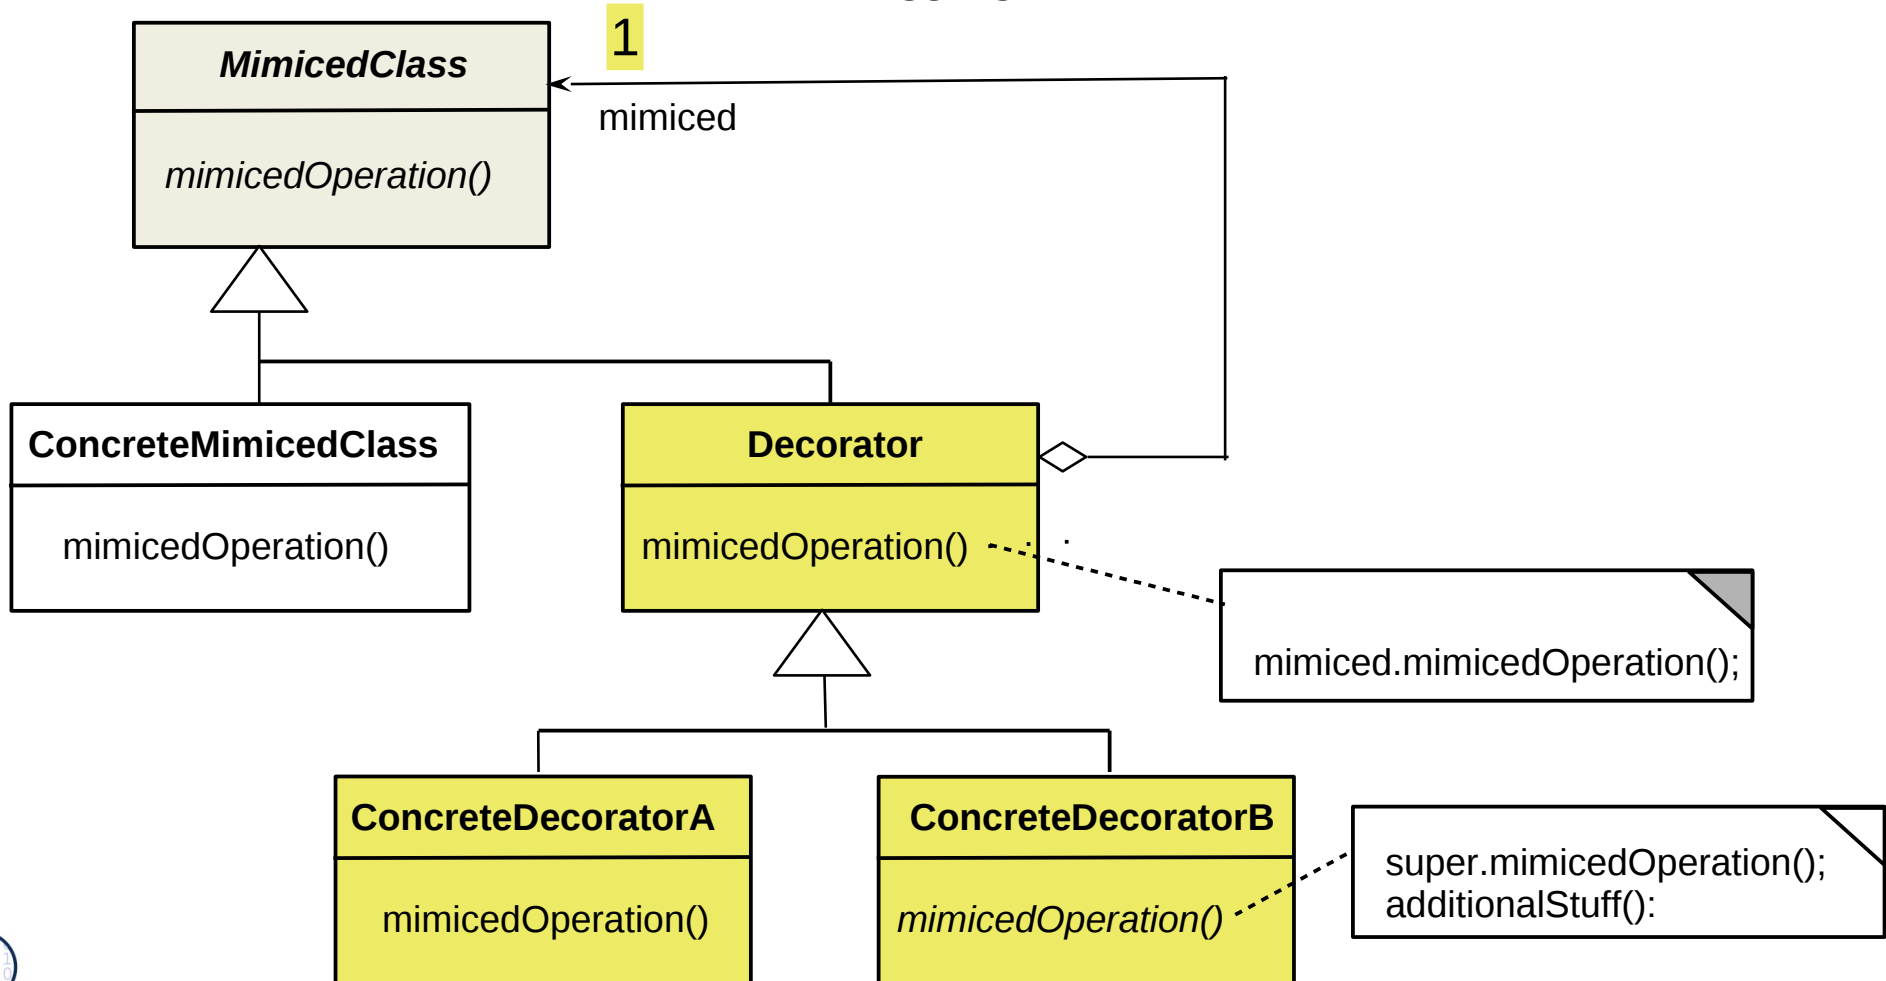 1
MimicedClass
mimiced
mimicedOperation()
ConcreteMimicedClass
Decorator
mimicedOperation()
mimicedOperation()
mimiced.mimicedOperation();
ConcreteDecoratorA
ConcreteDecoratorB
super.mimicedOperation();
additionalStuff():
mimicedOperation()
mimicedOperation()